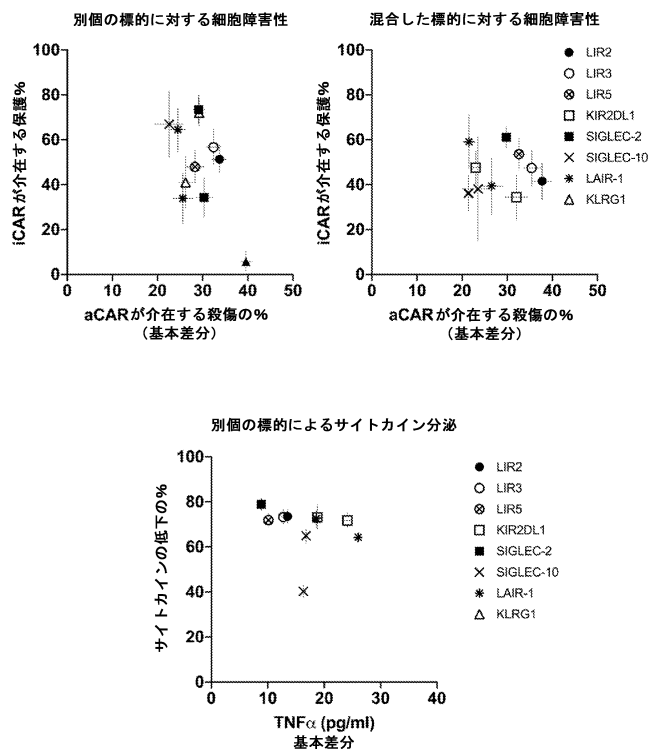 別個の標的に対する細胞障害性
iCARが介在する保護%
100
80
60
40
20
0
0 10 20 30 40 50
aCARが介在する殺傷の%
（基本差分）
混合した標的に対する細胞障害性
iCARが介在する保護%
100
80
60
40
20
0
0 10 20 30 40 50
aCARが介在する殺傷の%
（基本差分）
LIR2
LIR3
LIR5
KIR2DL1
SIGLEC-2
SIGLEC-10
LAIR-1
KLRG1
別個の標的によるサイトカイン分泌
サイトカインの低下の%
100
80
60
40
20
0
0 10 20 30 40
TNFα (pg/ml)
基本差分
LIR2
LIR3
LIR5
KIR2DL1
SIGLEC-2
SIGLEC-10
LAIR-1
KLRG1